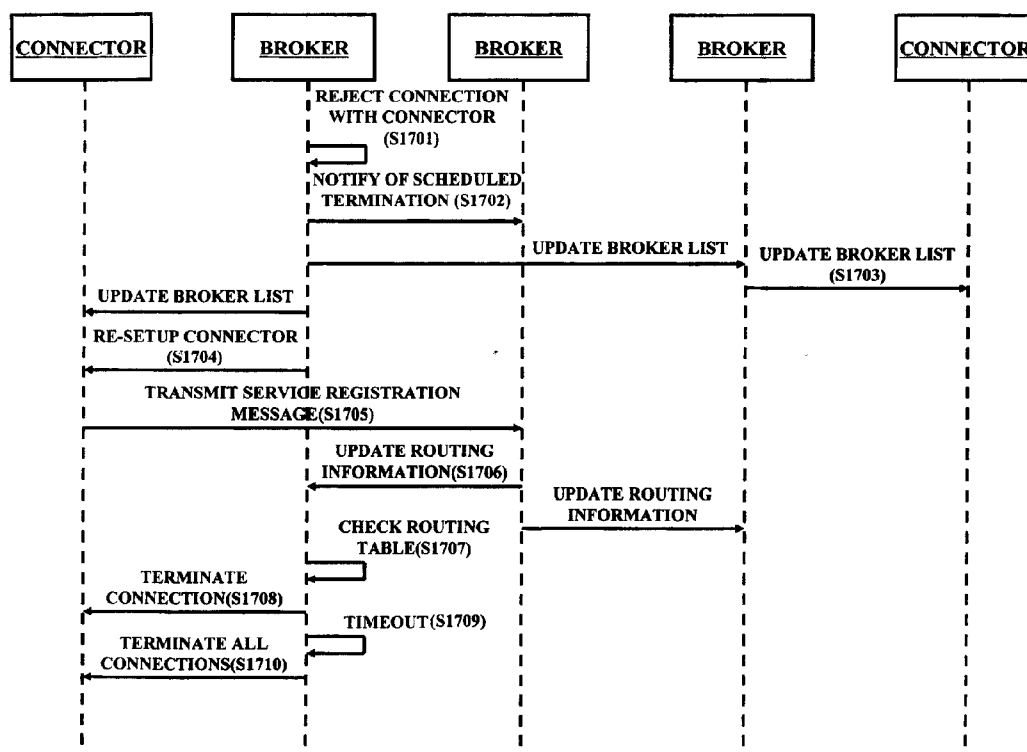 CONNECTOR
BROKER
BROKER
BROKER
CONNECTOR
REJECT CONNECTION
WITH CONNECTOR
(S1701)
NOTIFY OF SCHEDULED
TERMINATION (S1702)
UPDATE BROKER LIST
UPDATE BROKER LIST
(S1703)
UPDATE BROKER LIST
RE-SETUP CONNECTOR
(S1704)
TRANSMIT SERVICE REGISTRATION
MESSAGE(S1705)
UPDATE ROUTING
INFORMATION(S1706)
UPDATE ROUTING
INFORMATION
CHECK ROUTING
TABLE(S1707)
TERMINATE
CONNECTION(S1708)
TIMEOUT(S1709)
TERMINATE ALL
CONNECTIONS(S1710)